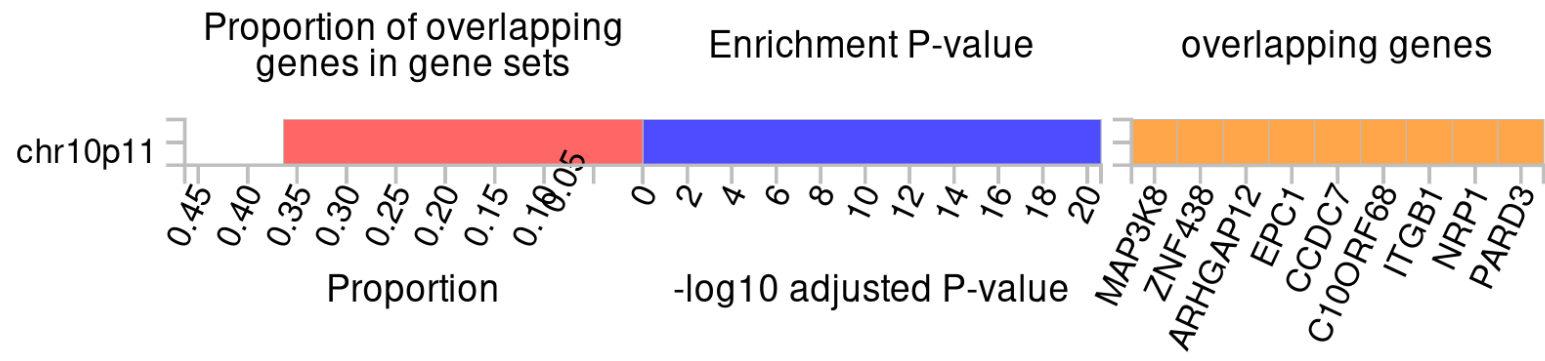 Proportion of overlapping
genes in gene sets
Enrichment P-value
overlapping genes
chr10p11
0.45
0.40
0.35
0.30
0.25
0.20
0.15
0.10
0.05
0
2
4
6
8
10
12
14
16
18
20
MAP3K8
ZNF438
ARHGAP12
EPC1
CCDC7
C10ORF68
ITGB1
NRP1
PARD3
Proportion
-log10 adjusted P-value